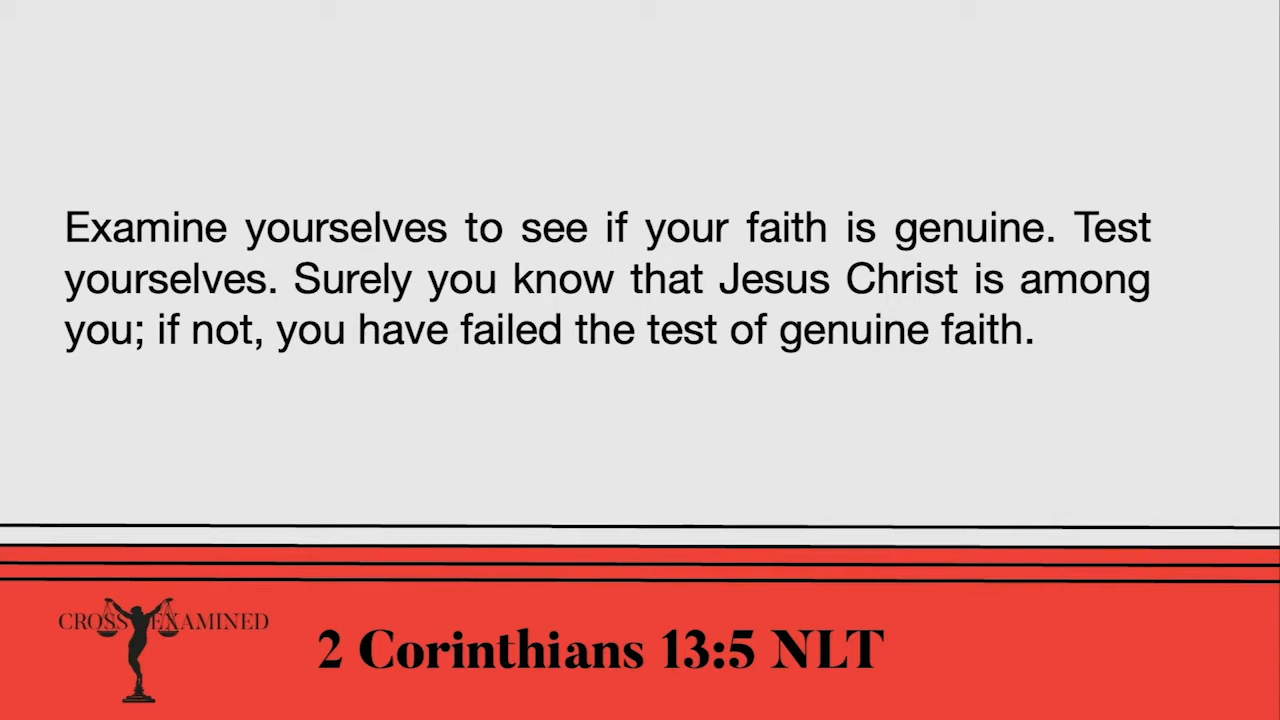 Examine yourselves to see if your faith is genuine. Test
yourselves. Surely you know that Jesus Christ is among
you; if not, you have failed the test of genuine faith.
CROSS EXAMINED
2 Corinthians 13:5 NLT